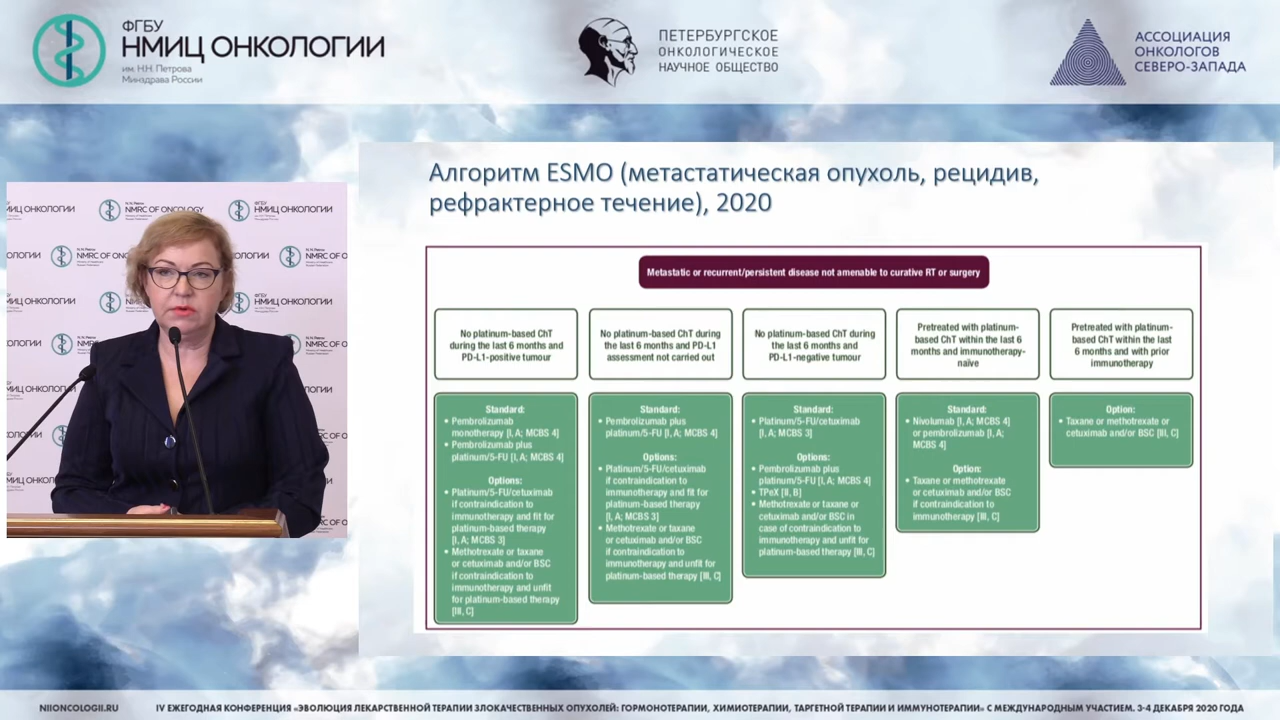 ФГБУ
НМИЦ ОНКОЛОГИИ
им. Н.Н. Петрова
Минздрава России
ПЕТЕРБУРГСКОЕ
ОНКОЛОГИЧЕСКОЕ
НАУЧНОЕ ОБЩЕСТВО
АССОЦИАЦИЯ
ОНКОЛОГОВ
СЕВЕРО-ЗАПАДА
Алгоритм ESMO (метастатическая опухоль, рецидив,
рефрактерное течение), 2020
Metastatic or recurrent/persistent disease not amenable to curative RT or surgery
No platinum-based ChT
during the last 6 months and
PD-L1-positive tumour
Standard:
• Pembrolizumab
monotherapy [I, A; MCBS 4]
• Pembrolizumab plus
platinum/5-FU [I, A; MCBS 4]
Options:
• Platinum/5-FU/cetuximab
if contraindication to
immunotherapy and fit for
platinum-based therapy
[I, A; MCBS 3]
• Methotrexate or taxane
or cetuximab and/or BSC
if contraindication to
immunotherapy and unfit
for platinum-based therapy
[III, C]
No platinum-based ChT during
the last 6 months and PD-L1
assessment not carried out
Standard:
• Pembrolizumab plus
platinum/5-FU [I, A; MCBS 4]
Options:
• Platinum/5-FU/cetuximab
if contraindication to
immunotherapy and fit for
platinum-based therapy
[I, A; MCBS 3]
• Methotrexate or taxane
or cetuximab and/or BSC
if contraindication to
immunotherapy and unfit for
platinum-based therapy [III, C]
No platinum-based ChT during
the last 6 months and
PD-L1-negative tumour
Standard:
• Platinum/5-FU/cetuximab
[I, A; MCBS 3]
Options:
• Pembrolizumab plus
platinum/5-FU [I, A; MCBS 4]
• TPeX [II, B]
• Methotrexate or taxane or
cetuximab and/or BSC in
case of contraindication to
immunotherapy and unfit for
platinum-based therapy [III, C]
Pretreated with platinum-
based ChT within the last 6
months and immunotherapy-
naïve
Standard:
• Nivolumab [I, A; MCBS 4]
or pembrolizumab [I, A;
MCBS 4]
Option:
• Taxane or methotrexate
or cetuximab and/or BSC
if contraindication to
immunotherapy [III, C]
Pretreated with platinum-
based ChT within the last
6 months and with prior
immunotherapy
Option:
• Taxane or methotrexate or
cetuximab and/or BSC [III, C]
NMRC OF ONCOLOGY
НМИЦ ОНКОЛОГИИ
NIIONCOLOGII.RU
IV ЕЖЕГОДНАЯ КОНФЕРЕНЦИЯ «ЭВОЛЮЦИЯ ЛЕКАРСТВЕННОЙ ТЕРАПИИ ЗЛОКАЧЕСТВЕННЫХ ОПУХОЛЕЙ: ГОРМОНОТЕРАПИИ, ХИМИОТЕРАПИИ, ТАРГЕТНОЙ ТЕРАПИИ И ИММУНОТЕРАПИИ» С МЕЖДУНАРОДНЫМ УЧАСТИЕМ. 3-4 ДЕКАБРЯ 2020 ГОДА